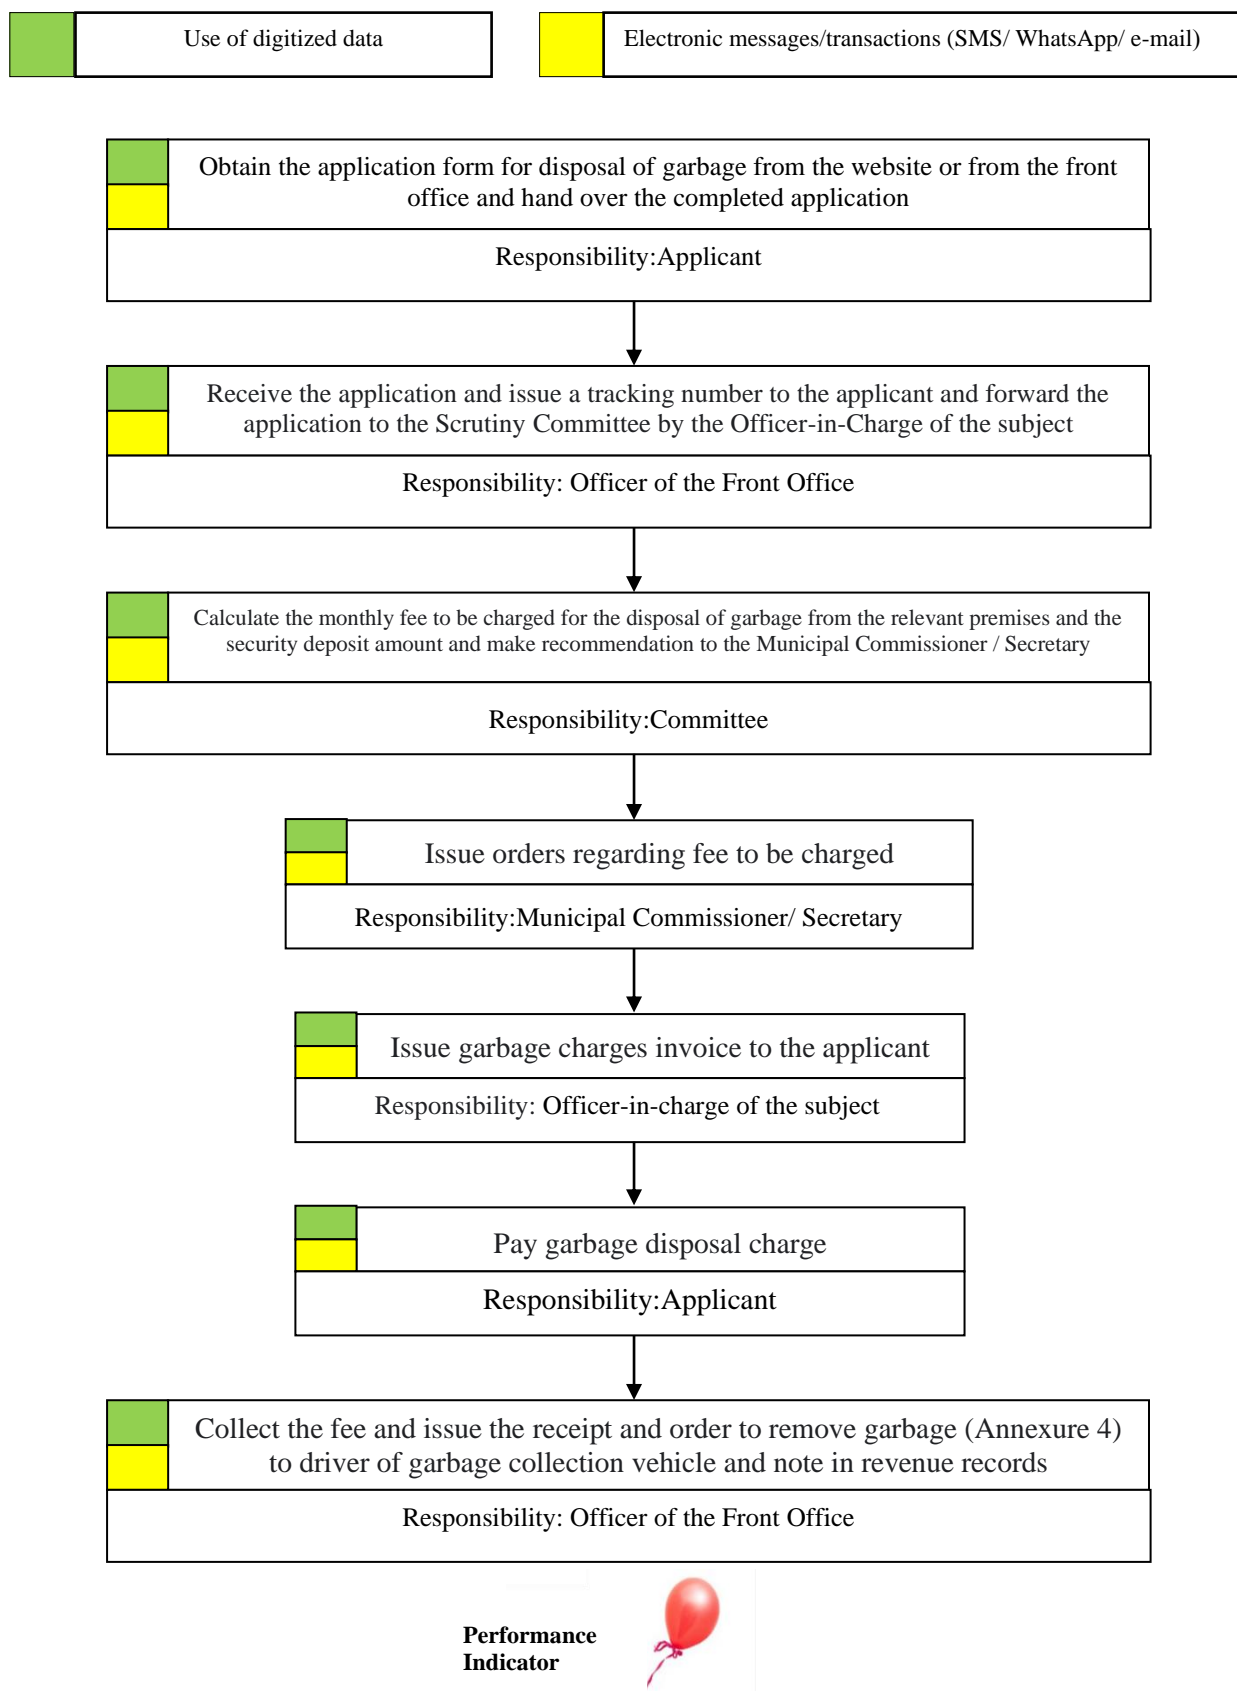 Use of digitized data
Electronic messages/transactions (SMS/ WhatsApp/ e-mail)
Obtain the application form for disposal of garbage from the website or from the front
office and hand over the completed application
Responsibility:Applicant
Receive the application and issue a tracking number to the applicant and forward the
application to the Scrutiny Committee by the Officer-in-Charge of the subject
Responsibility: Officer of the Front Office
Calculate the monthly fee to be charged for the disposal of garbage from the relevant premises and the
security deposit amount and make recommendation to the Municipal Commissioner / Secretary
Responsibility:Committee
Issue orders regarding fee to be charged
Responsibility:Municipal Commissioner/ Secretary
Issue garbage charges invoice to the applicant
Responsibility: Officer-in-charge of the subject
Pay garbage disposal charge
Responsibility:Applicant
Collect the fee and issue the receipt and order to remove garbage (Annexure 4)
to driver of garbage collection vehicle and note in revenue records
Responsibility: Officer of the Front Office
Performance
Indicator